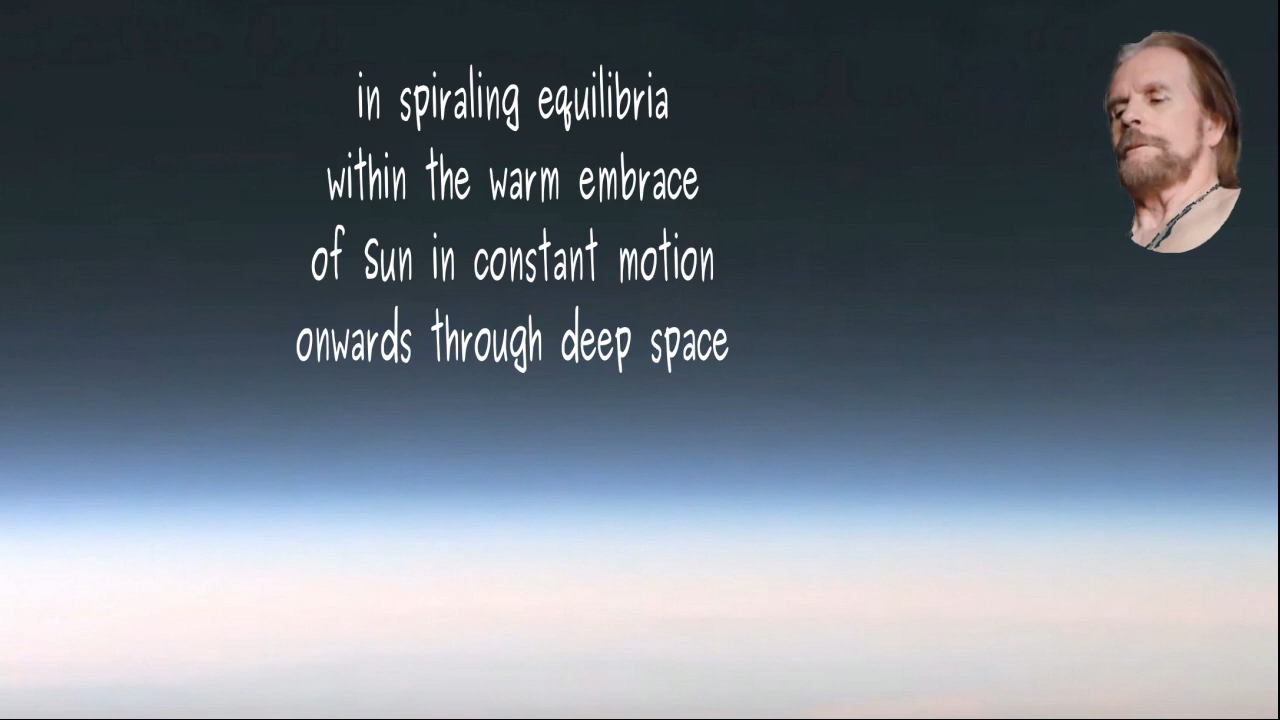 in spiraling equilibria
within the warm embrace
of Sun in constant motion
onwards through deep space